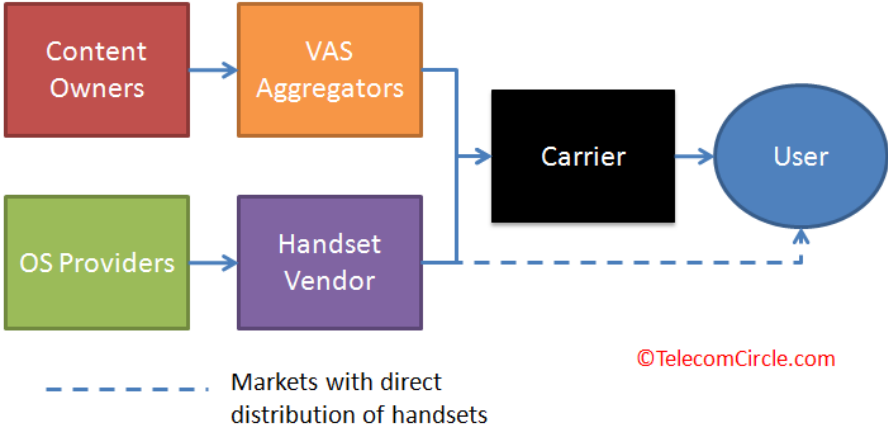 Content
Owners
VAS
Aggregators
Carrier
User
OS Providers
Handset
Vendor
©TelecomCircle.com
Markets with direct
distribution of handsets